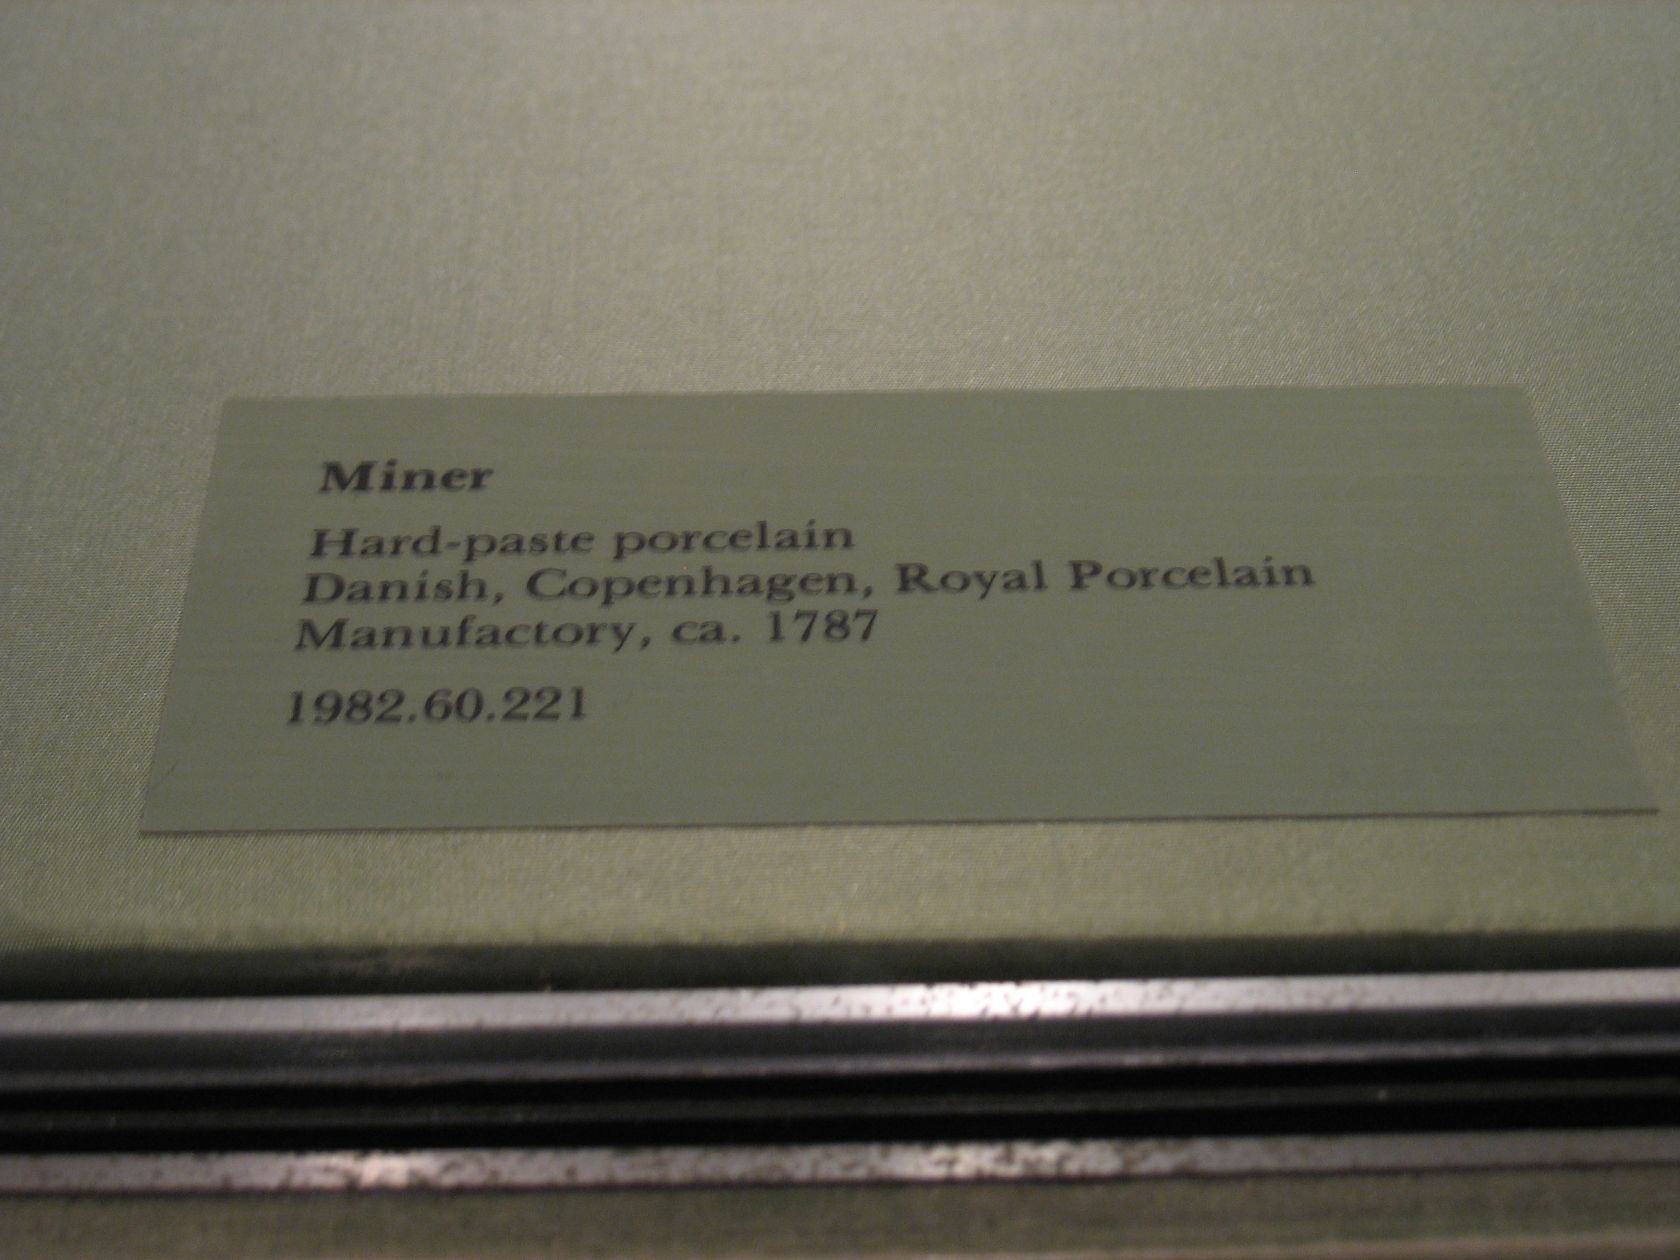 Miner
Hard-paste porcelain
Danish, Copenhagen, Royal Porcelain
Manufactory, ca. 1787
1982.60.221